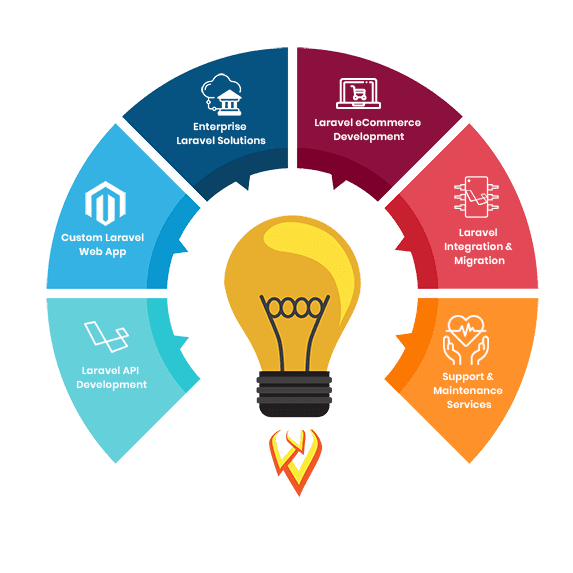 Enterprise
Laravel Solutions
Laravel eCommerce
Development
Custom Laravel
Web App
Laravel
Integration &
Migration
Laravel API
Development
Support &
Maintenance
Services